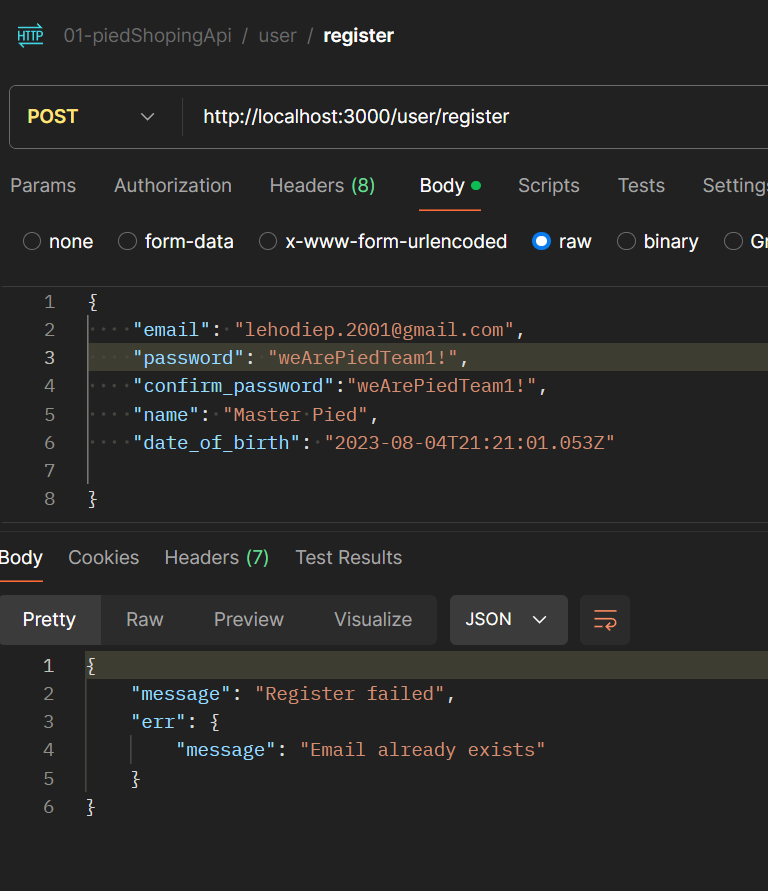 HTTP 01-piedShopingApi / user / register
POST http://localhost:3000/user/register
Params Authorization Headers (8) Body Scripts Tests Settings
none form-data x-www-form-urlencoded raw binary Gr
1 {
2 "email": "lehodiep.2001@gmail.com",
3 "password": "weArePiedTeam1!",
4 "confirm_password":"weArePiedTeam1!",
5 "name": "Master Pied",
6 "date_of_birth": "2023-08-04T21:21:01.053Z"
7
8 }
Body Cookies Headers (7) Test Results
Pretty Raw Preview Visualize JSON
1 {
2 "message": "Register failed",
3 "err": {
4 "message": "Email already exists"
5 }
6 }